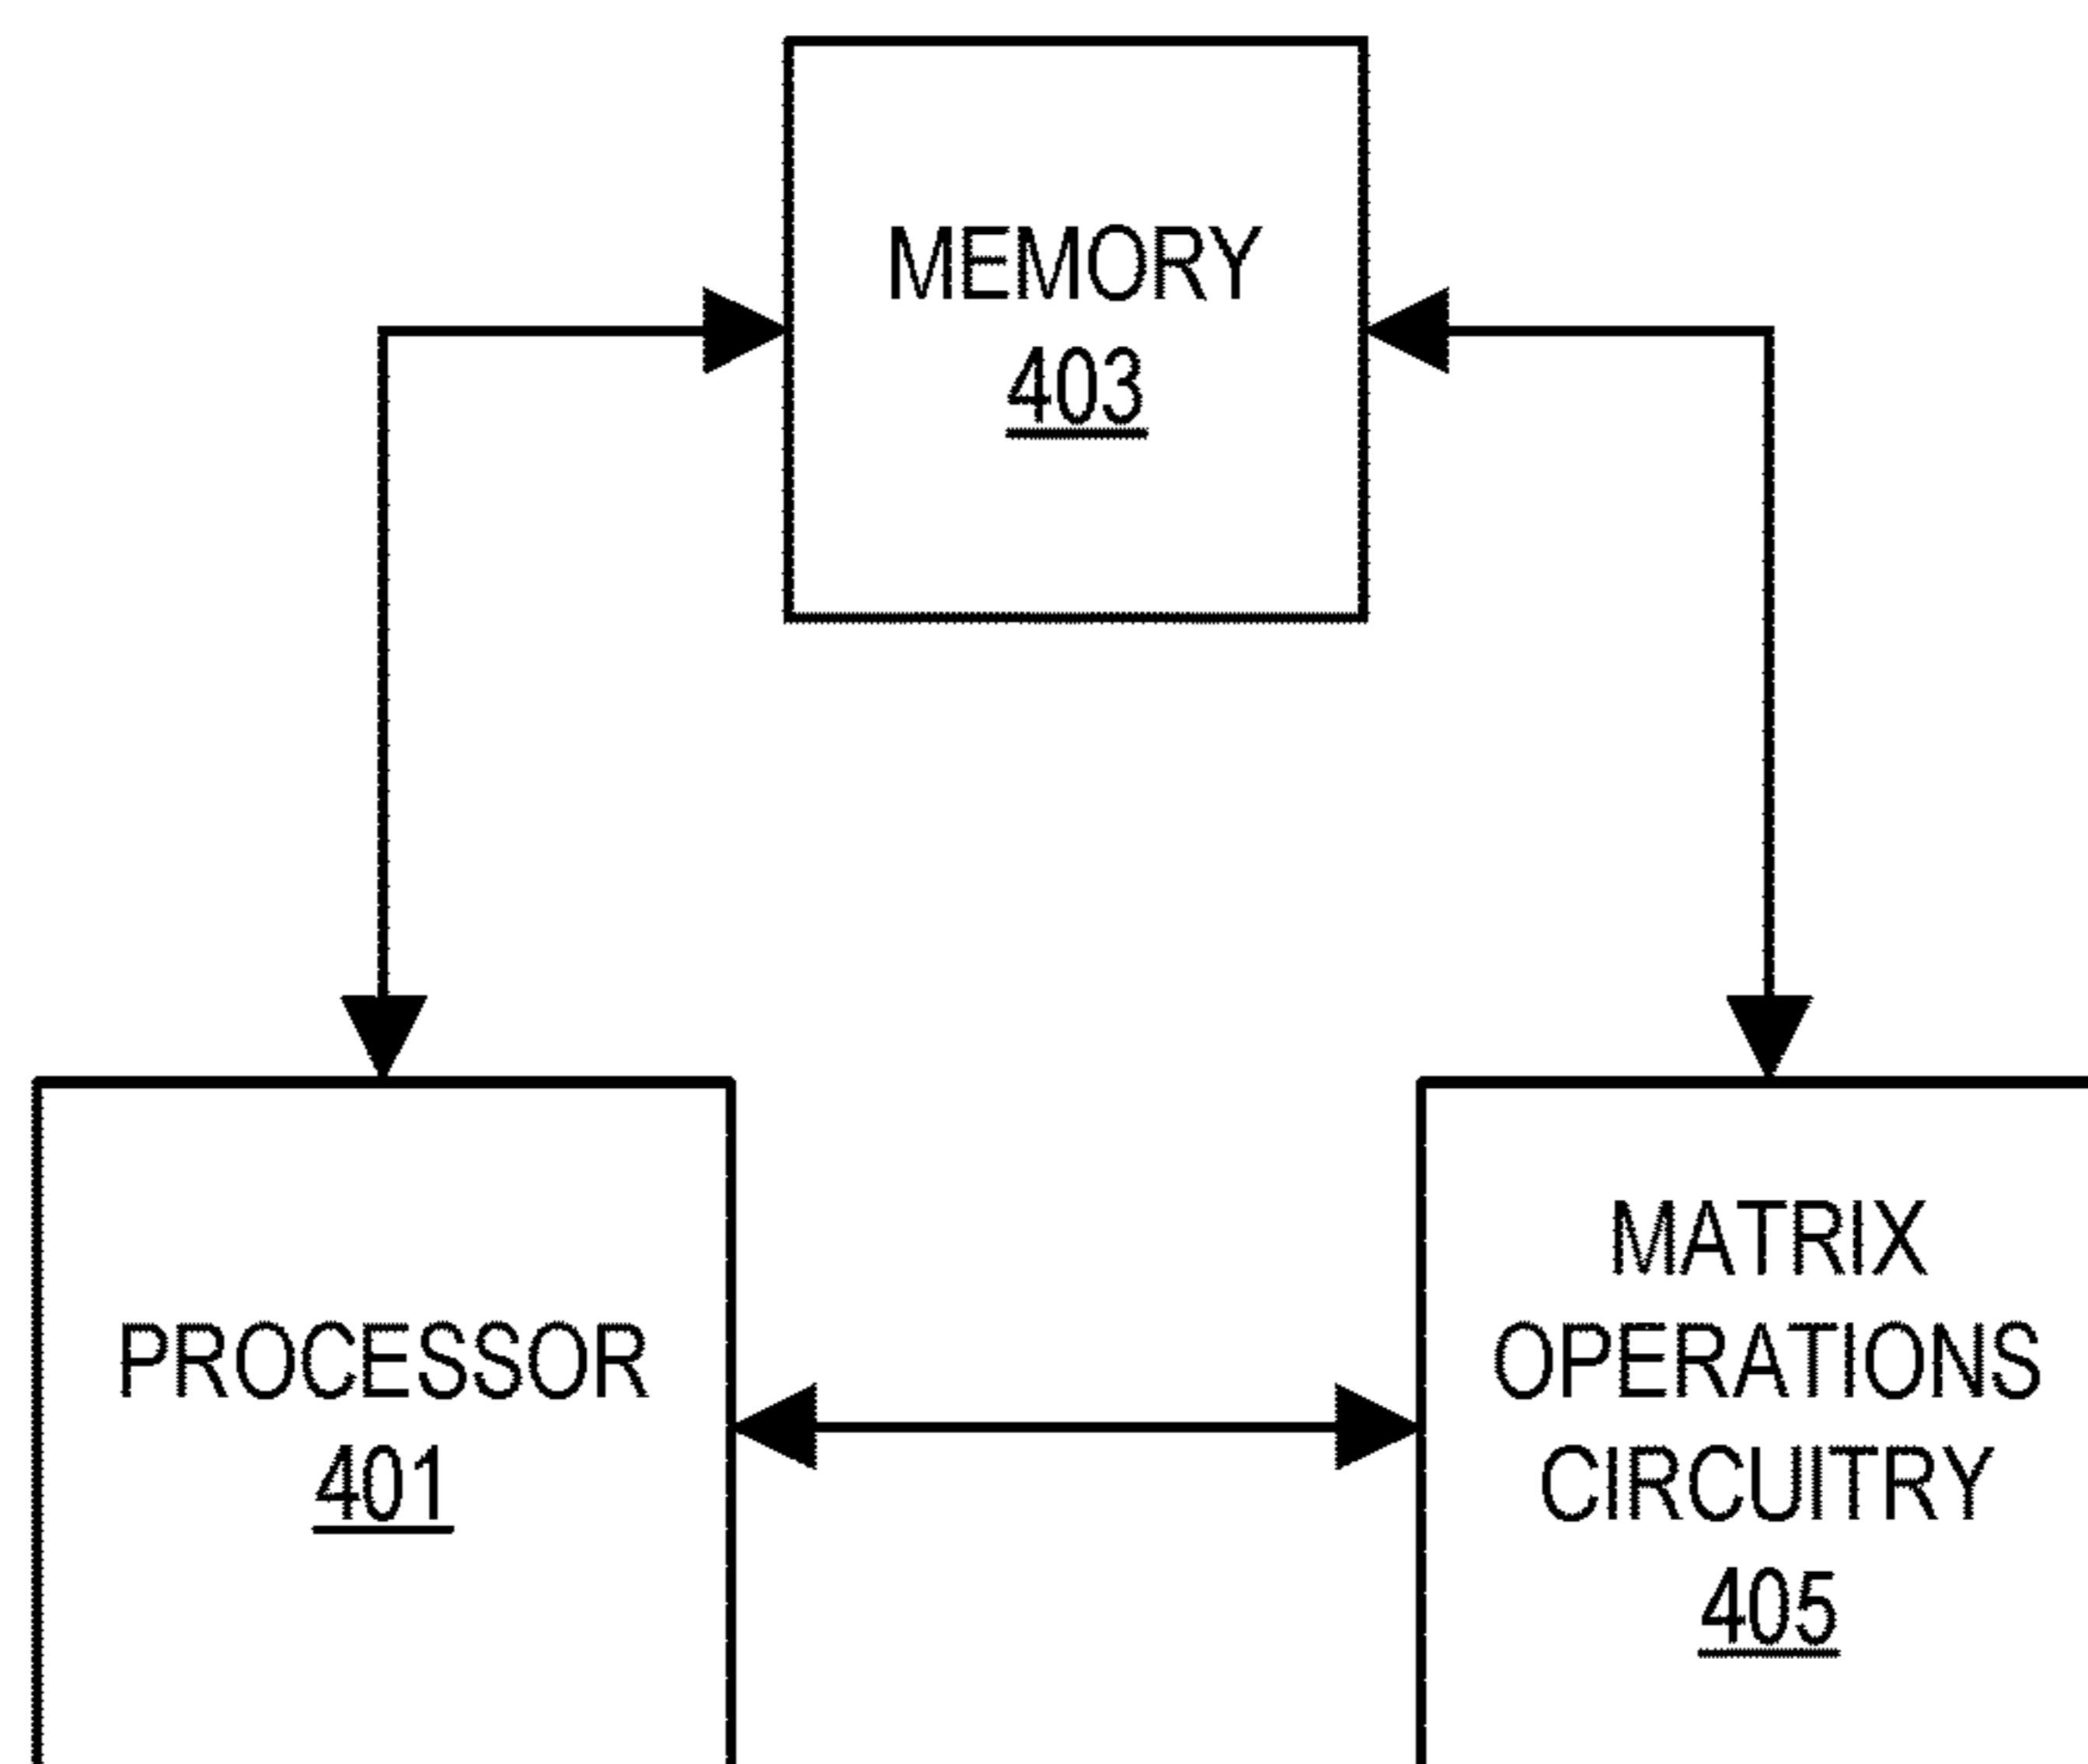 MEMORY
403
PROCESSOR
401
MATRIX
OPERATIONS
CIRCUITRY
405